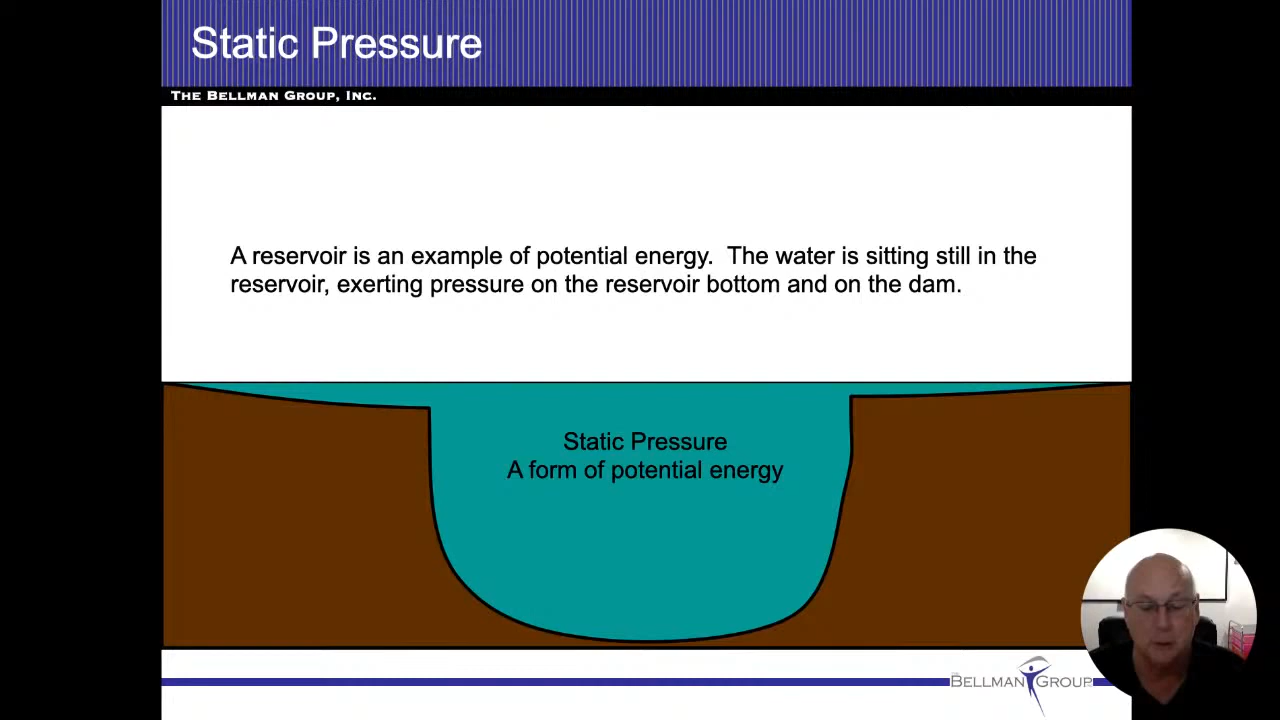 Static Pressure
THE BELLMAN GROUP, INC.
A reservoir is an example of potential energy.  The water is sitting still in the
reservoir, exerting pressure on the reservoir bottom and on the dam.
Static Pressure
A form of potential energy
BELLMAN GROUP